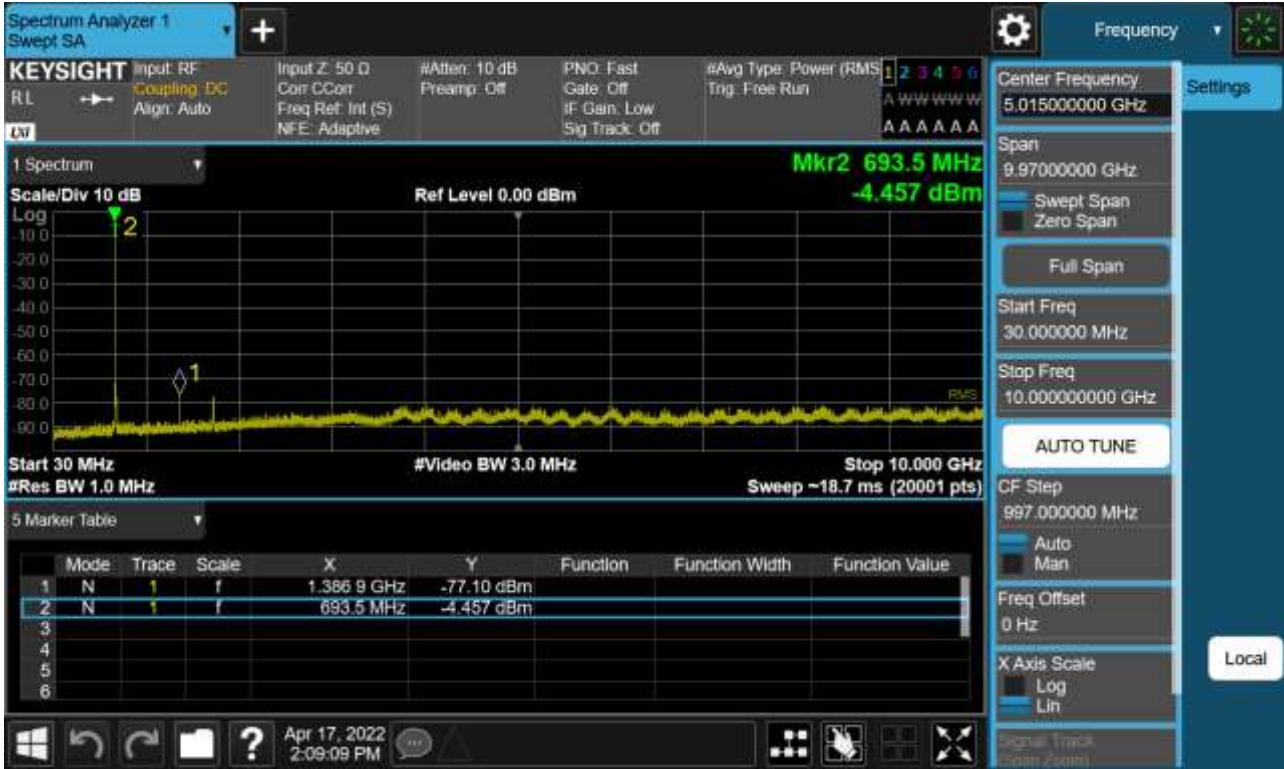 Spectrum Analyzer 1
Swept SA
Frequency
KEYSIGHT
RL
LXI
Input: RF
Coupling: DC
Align: Auto
Input Z: 50 Ω
Corr CCorr
Freq Ref: Int (S)
NFE: Adaptive
#Atten: 10 dB
Preamp: Off
PNO: Fast
Gate: Off
IF Gain: Low
Sig Track: Off
#Avg Type: Power (RMS
Trig: Free Run
1 2 3 4 5 6
A W W W W W
A A A A A A
1 Spectrum
Scale/Div 10 dB
Ref Level 0.00 dBm
Mkr2 693.5 MHz
-4.457 dBm
Log
-10.0
-20.0
-30.0
-40.0
-50.0
-60.0
-70.0
-80.0
-90.0
2
1
RMS
Start 30 MHz
#Video BW 3.0 MHz
Stop 10.000 GHz
#Res BW 1.0 MHz
Sweep ~18.7 ms (20001 pts)
5 Marker Table
Mode Trace Scale X Y Function Function Width Function Value
1 N 1 f 1.386 9 GHz -77.10 dBm
2 N 1 f 693.5 MHz -4.457 dBm
3
4
5
6
Apr 17, 2022
2:09:09 PM
Center Frequency
5.015000000 GHz
Span
9.97000000 GHz
Swept Span
Zero Span
Full Span
Start Freq
30.000000 MHz
Stop Freq
10.000000000 GHz
AUTO TUNE
CF Step
997.000000 MHz
Auto
Man
Freq Offset
0 Hz
X Axis Scale
Log
Lin
Signal Track
(Span Zoom)
Settings
Local